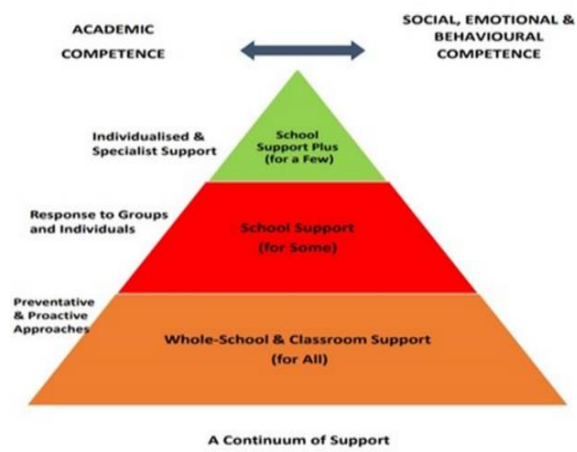 ACADEMIC
COMPETENCE
SOCIAL, EMOTIONAL &
BEHAVIOURAL
COMPETENCE
Individualised &
Specialist Support
School
Support Plus
(for a Few)
Response to Groups
and Individuals
School Support
(for Some)
Preventative
& Proactive
Approaches
Whole-School & Classroom Support
(for All)
A Continuum of Support